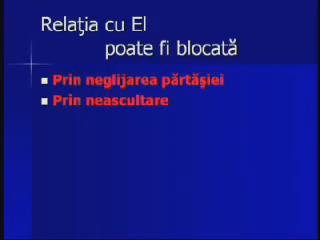 Relaţia cu El
poate fi blocată
Prin neglijarea părtăşiei
Prin neascultare